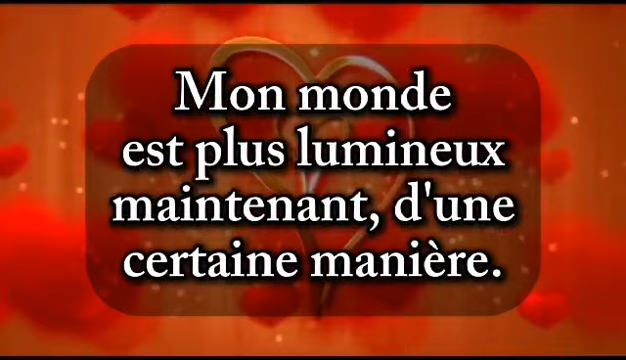 Mon monde
est plus lumineux
maintenant, d'une
certaine manière.